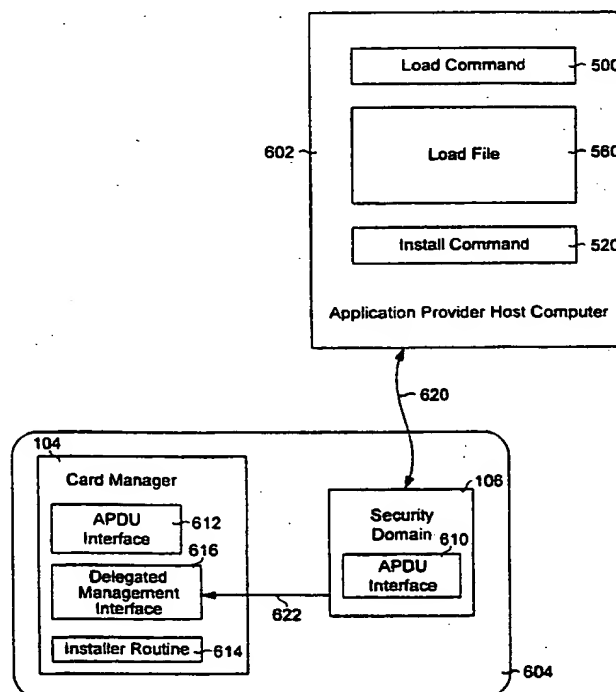 Load Command
500
602
Load File
560
Install Command
520
Application Provider Host Computer
620
104
Card Manager
106
APDU
Interface
612
Security
Domain
616
610
APDU
Interface
Delegated
Management
Interface
622
Installer Routine
614
604